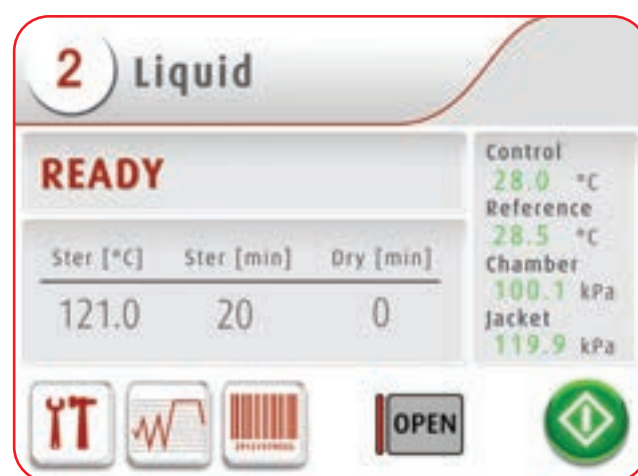 2 Liquid
READY
Ster [°C] Ster [min] Dry [min]
121.0 20 0
Control
28.0 °C
Reference
28.5 °C
Chamber
100.1 kPa
Jacket
119.9 kPa
OPEN